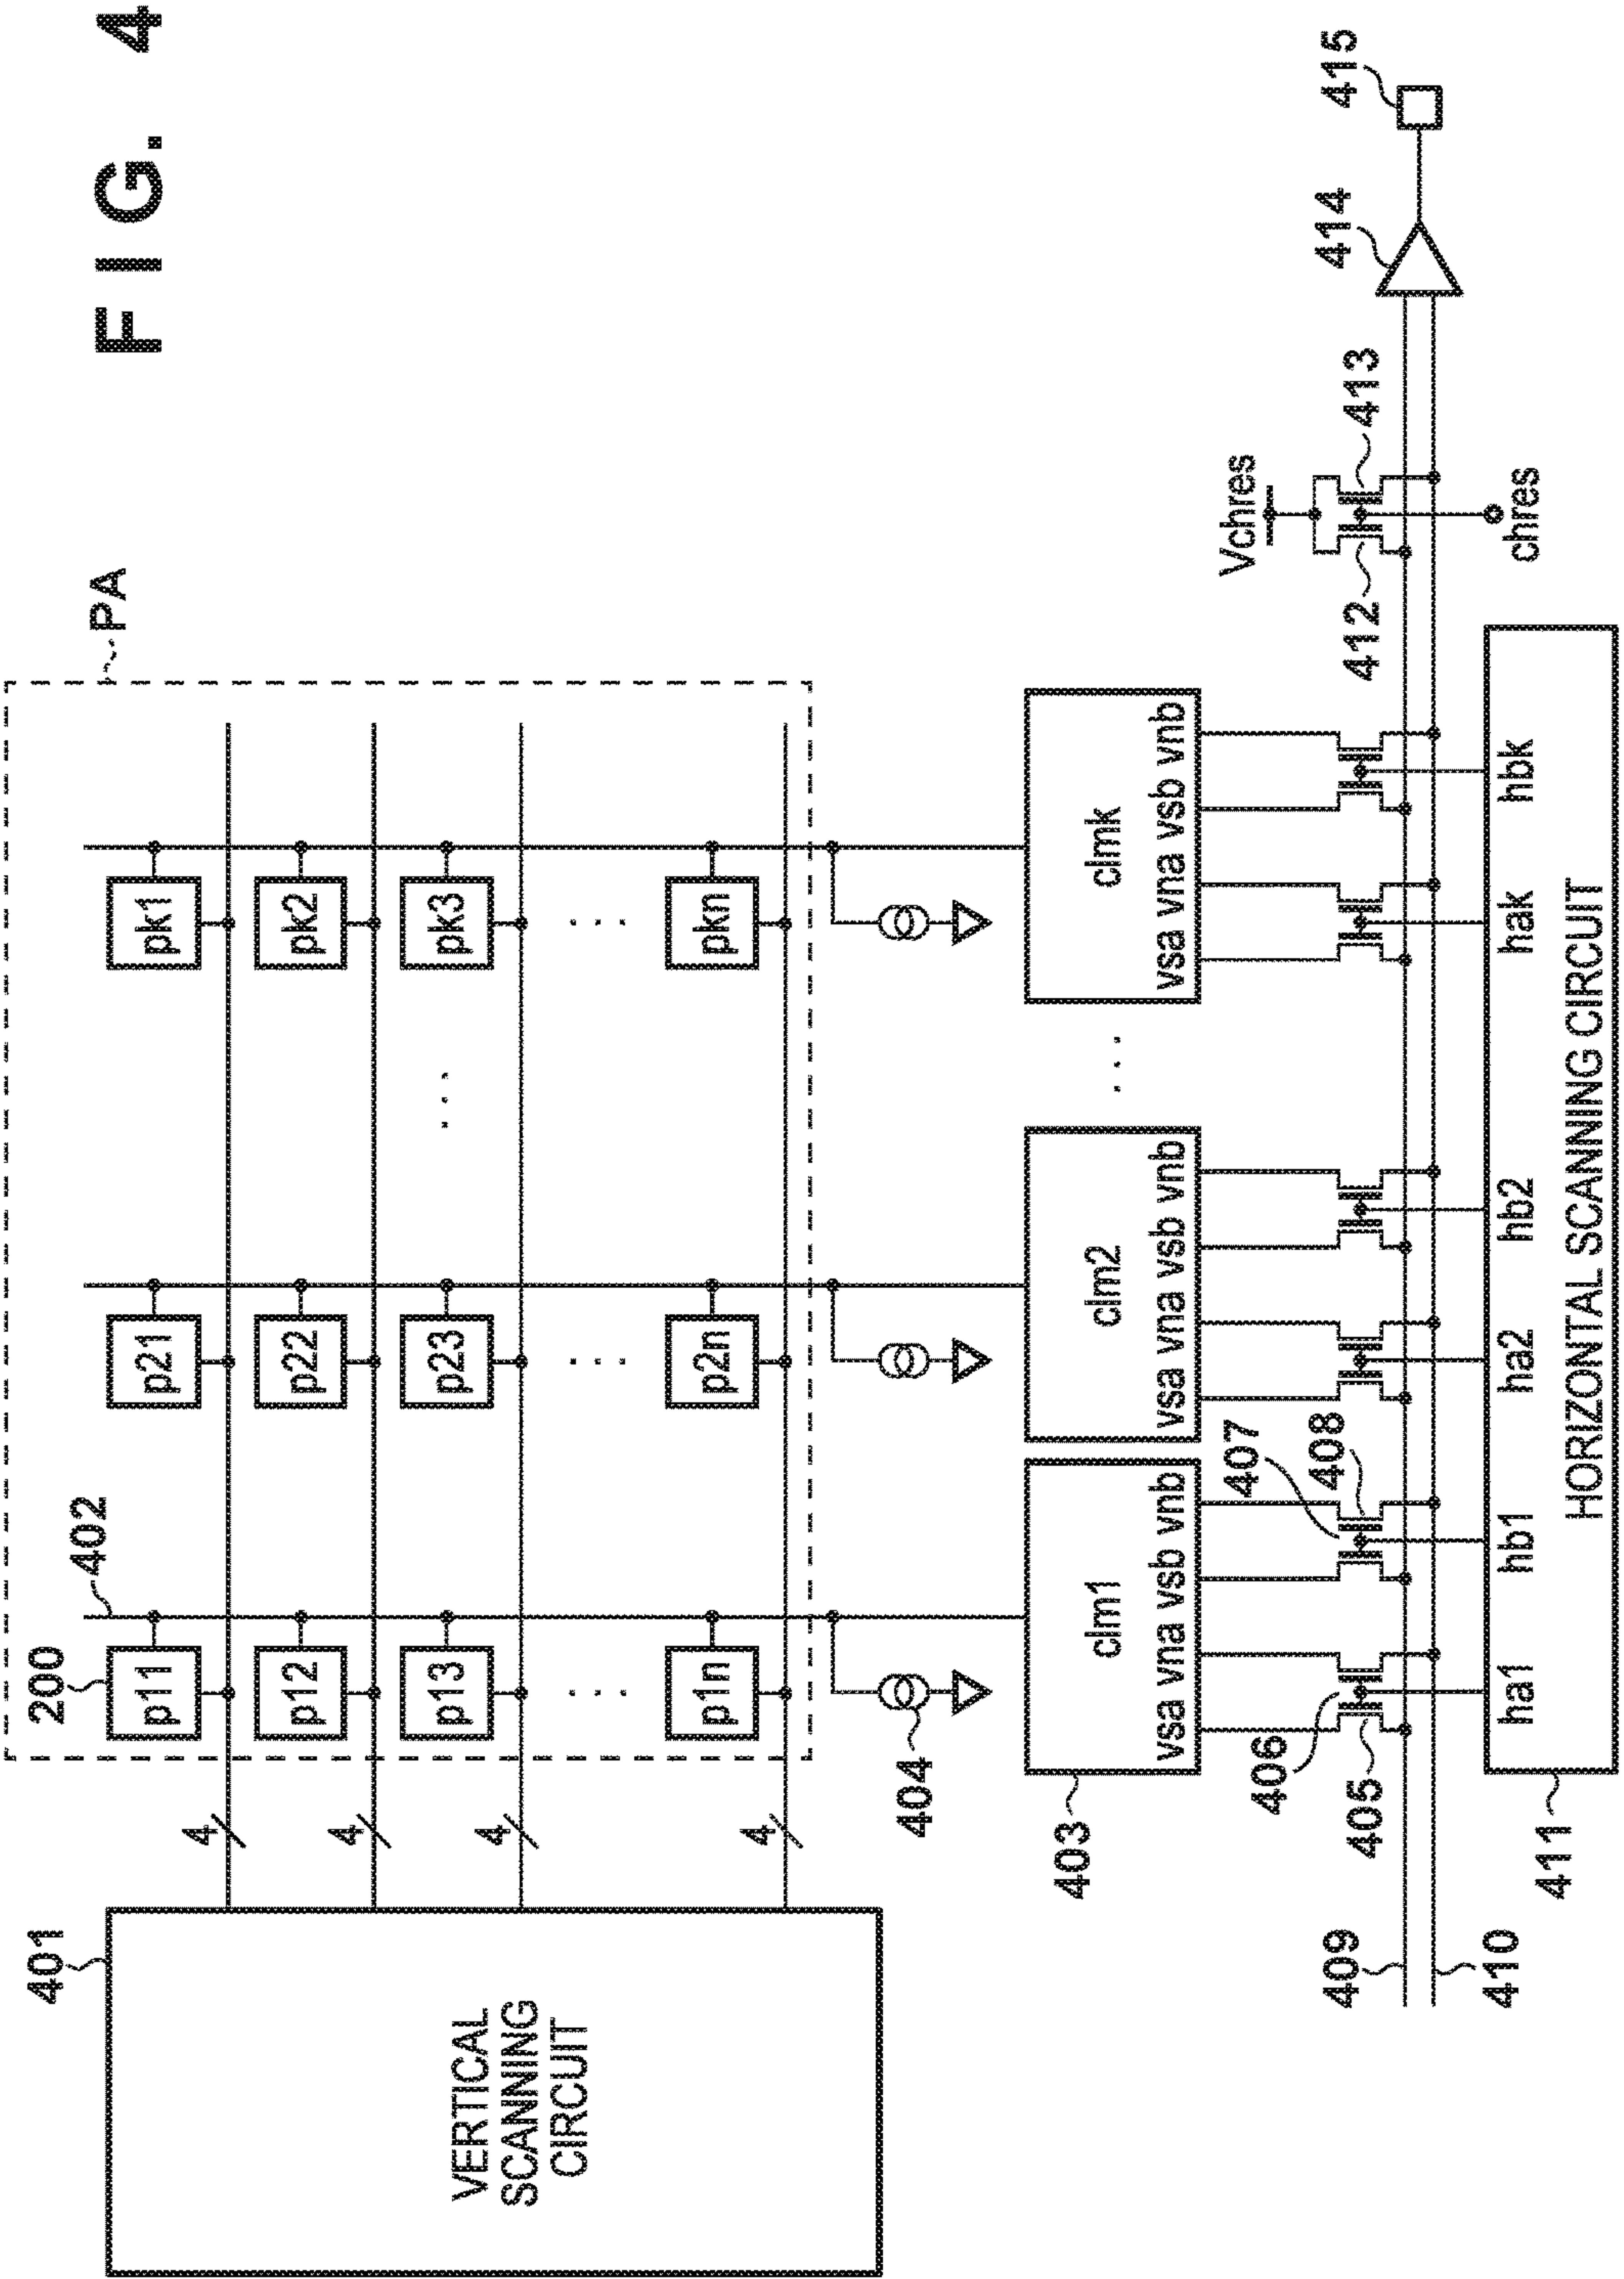 FIG. 4
PA
200
402
401
p11
p21
pk1
4
p12
p22
pk2
4
p13
p23
pk3
4
VERTICAL
SCANNING
CIRCUIT
. . .
. . .
. . .
. . .
p1n
p2n
pkn
4
404
403
clm1
clm2
. . .
clmk
vsa vna vsb vnb
vsa vna vsb vnb
vsa vna vsb vnb
Vchres
406
407
405
408
412
413
414
415
409
410
ha1
hb1
ha2
hb2
hak
hbk
chres
411
HORIZONTAL SCANNING CIRCUIT